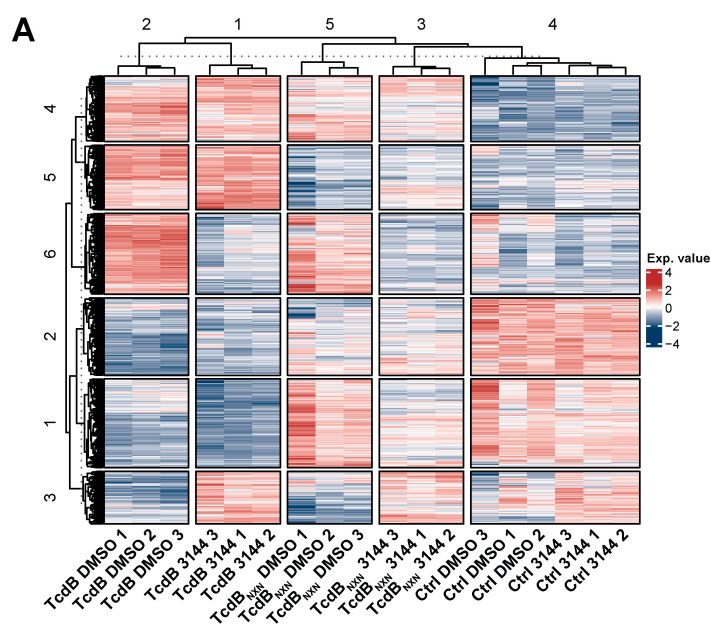 A
2 1 5 3 4
4
5
6
2
1
3
Exp. value
4
2
0
−2
−4
TcdB DMSO 1
TcdB DMSO 2
TcdB DMSO 3
TcdB 3144 3
TcdB 3144 1
TcdB 3144 2
TcdBNXN DMSO 1
TcdBNXN DMSO 2
TcdBNXN DMSO 3
TcdBNXN 3144 3
TcdBNXN 3144 1
TcdBNXN 3144 2
Ctrl DMSO 3
Ctrl DMSO 1
Ctrl DMSO 2
Ctrl 3144 3
Ctrl 3144 1
Ctrl 3144 2